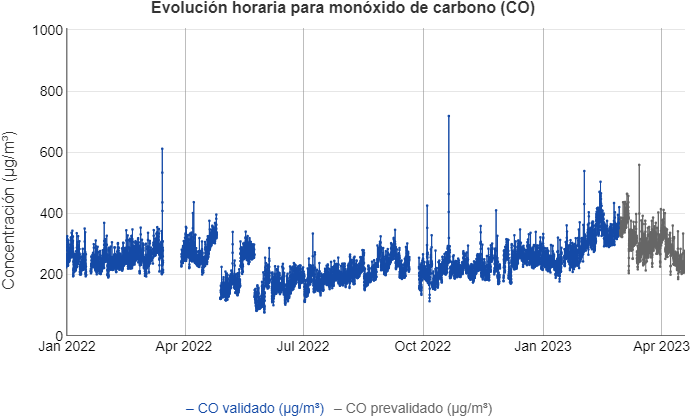 Evolución horaria para monóxido de carbono (CO)
Concentración (µg/m³)
1000
800
600
400
200
0
Jan 2022 Apr 2022 Jul 2022 Oct 2022 Jan 2023 Apr 2023
– CO validado (µg/m³) – CO prevalidado (µg/m³)